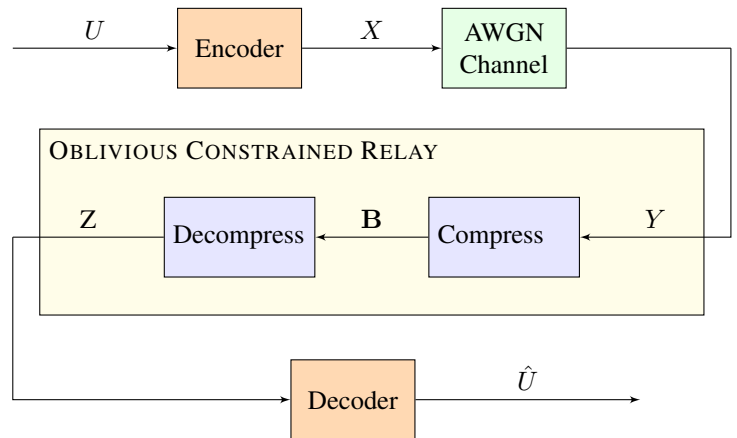 U
Encoder
X
AWGN
Channel
OBLIVIOUS CONSTRAINED RELAY
Z
Decompress
B
Compress
Y
Decoder
Û